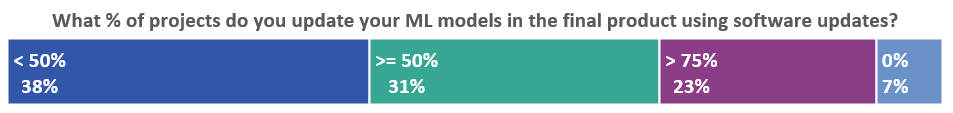 What % of projects do you update your ML models in the final product using software updates?
< 50% >= 50% > 75% 0%
38% 31% 23% 7%